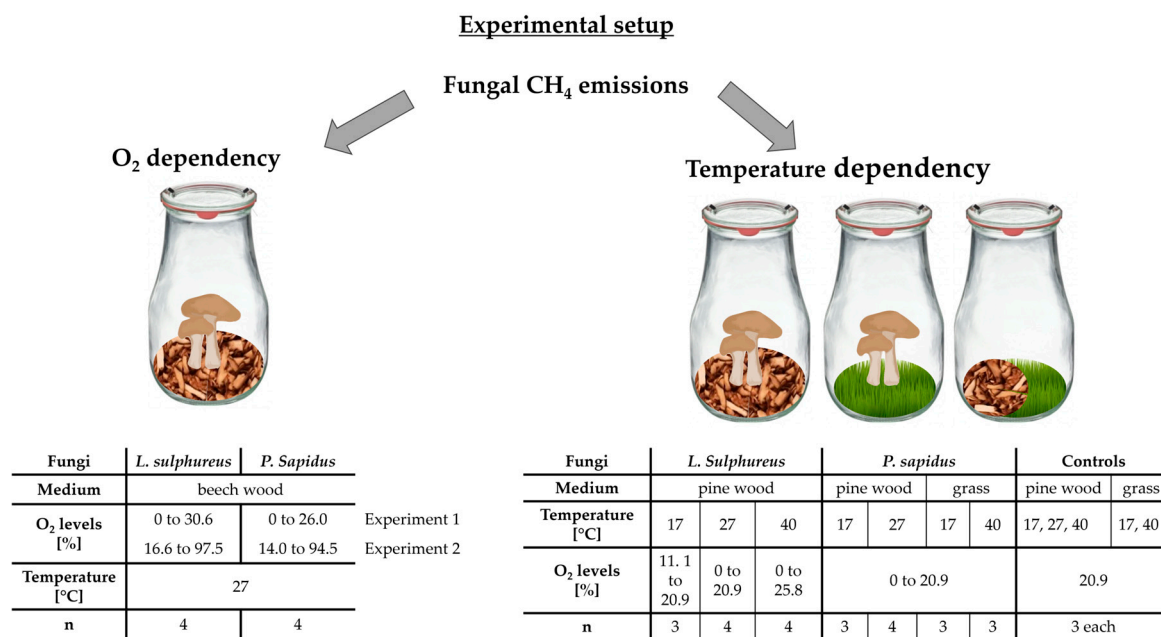 Experimental setup
Fungal CH₄ emissions
O₂ dependency
Temperature dependency
Fungi L. sulphureus P. Sapidus
Medium beech wood
O₂ levels [%] 0 to 30.6 0 to 26.0 Experiment 1
16.6 to 97.5 14.0 to 94.5 Experiment 2
Temperature [°C] 27
n 4 4
Fungi L. Sulphureus P. sapidus Controls
Medium pine wood pine wood grass pine wood grass
Temperature [°C] 17 27 40 17 27 17 40 17, 27, 40 17, 40
O₂ levels [%] 11. 1 to 20.9 0 to 20.9 0 to 25.8 0 to 20.9 20.9
n 3 4 4 3 4 3 3 3 each